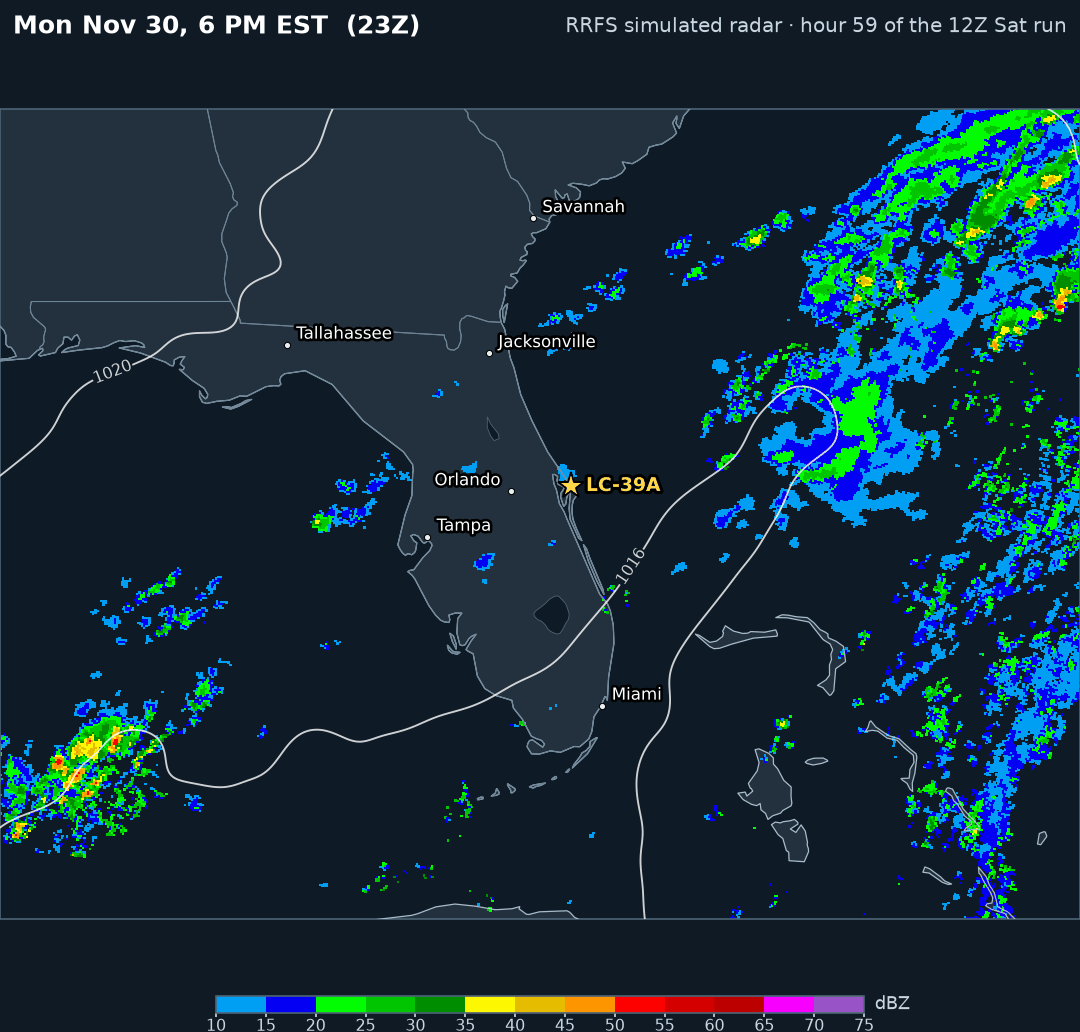 Mon Nov 30, 6 PM EST (23Z)
RRFS simulated radar · hour 59 of the 12Z Sat run
Savannah
Tallahassee
Jacksonville
1020
Orlando
LC-39A
Tampa
1016
Miami
dBZ
10 15 20 25 30 35 40 45 50 55 60 65 70 75